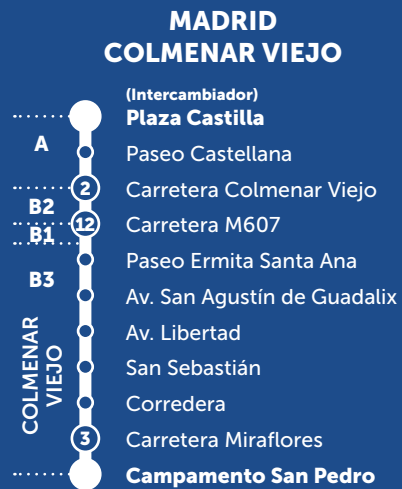 MADRID
COLMENAR VIEJO
(Intercambiador)
Plaza Castilla
A
Paseo Castellana
2 Carretera Colmenar Viejo
B2
12 Carretera M607
B1
Paseo Ermita Santa Ana
B3
Av. San Agustín de Guadalix
Av. Libertad
San Sebastián
Corredera
COLMENAR
VIEJO
3 Carretera Miraflores
Campamento San Pedro